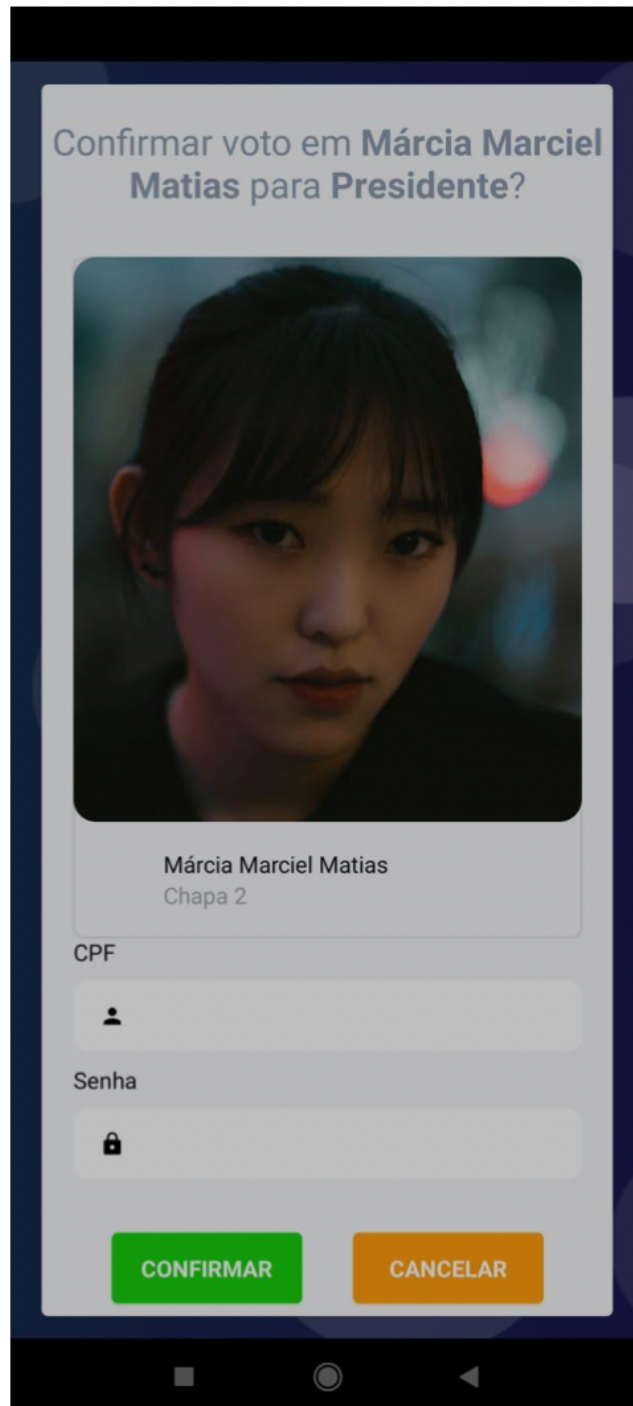 Confirmar voto em Márcia Marciel
Matias para Presidente?
Márcia Marciel Matias
Chapa 2
CPF
Senha
CONFIRMAR
CANCELAR